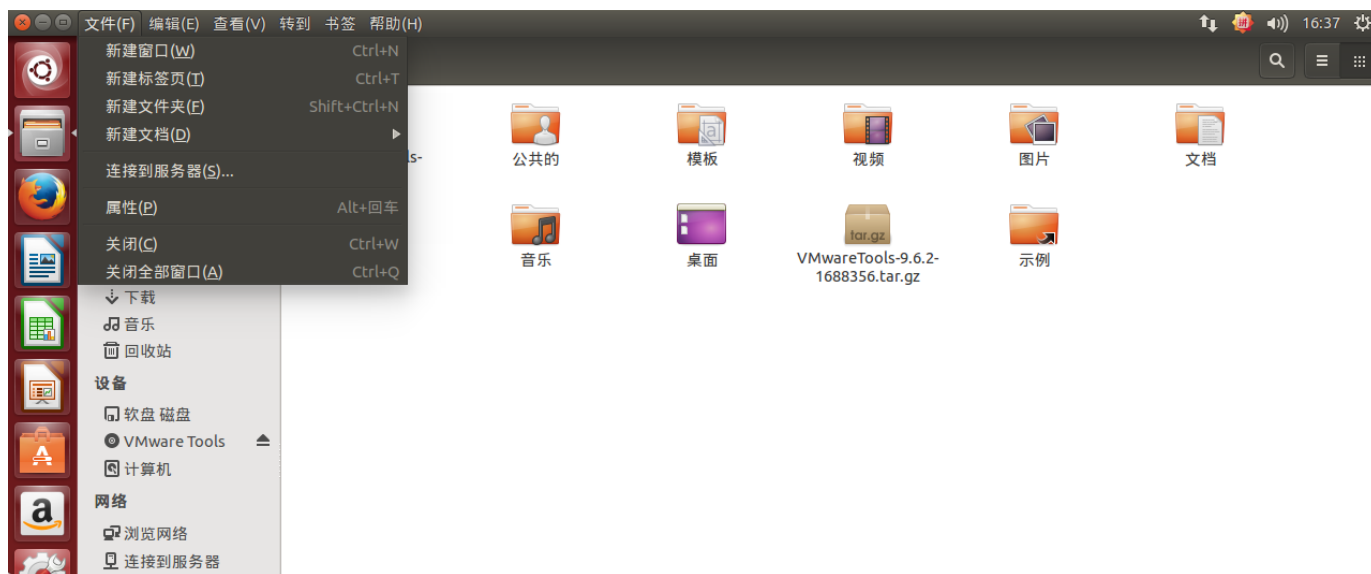 文件(F) 编辑(E) 查看(V) 转到 书签 帮助(H) 拼 16:37
新建窗口(W) Ctrl+N
新建标签页(T) Ctrl+T
新建文件夹(F) Shift+Ctrl+N
新建文档(D)
连接到服务器(S)...
属性(P) Alt+回车
关闭(C) Ctrl+W
关闭全部窗口(A) Ctrl+Q
下载
音乐
回收站
设备
软盘 磁盘
VMware Tools
计算机
网络
浏览网络
连接到服务器
ls-
公共的
模板
视频
图片
文档
音乐
桌面
tar.gz
VMwareTools-9.6.2-
1688356.tar.gz
示例